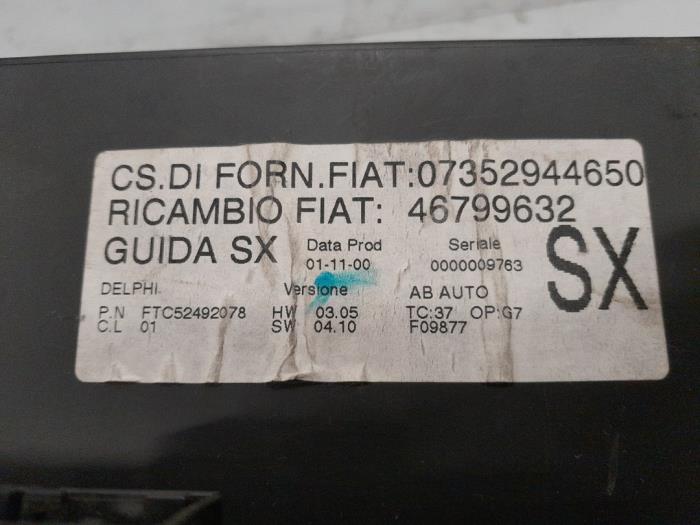 CS.DI FORN.FIAT:07352944650
RICAMBIO FIAT: 46799632
GUIDA SX Data Prod Seriale SX
01-11-00 0000009763
DELPHI Versione AB AUTO
P.N FTC52492078 HW 03.05 TC:37 OP:G7
C.L 01 SW 04.10 F09877